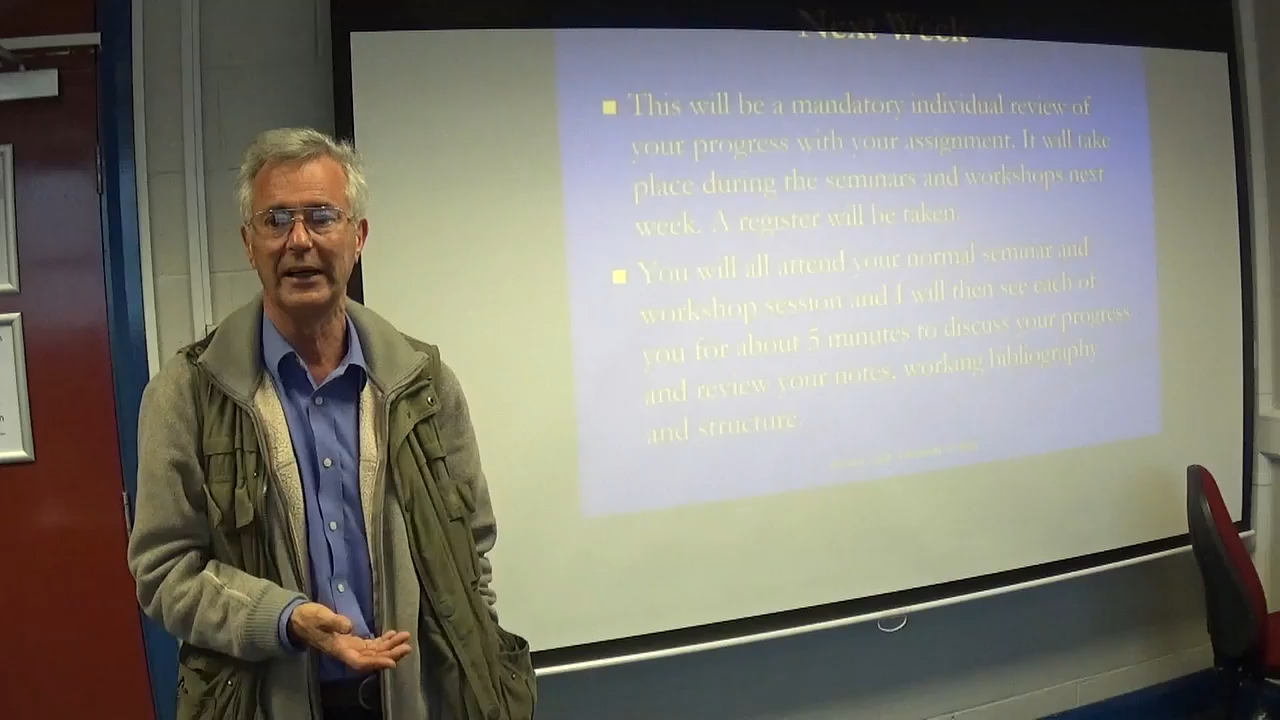 Next Week
This will be a mandatory individual review of
your progress with your assignment. It will take
place during the seminars and workshops next
week. A register will be taken.
You will all attend your normal seminar and
workshop session and I will then see each of
you for about 5 minutes to discuss your progress
and review your notes, working bibliography
and structure.